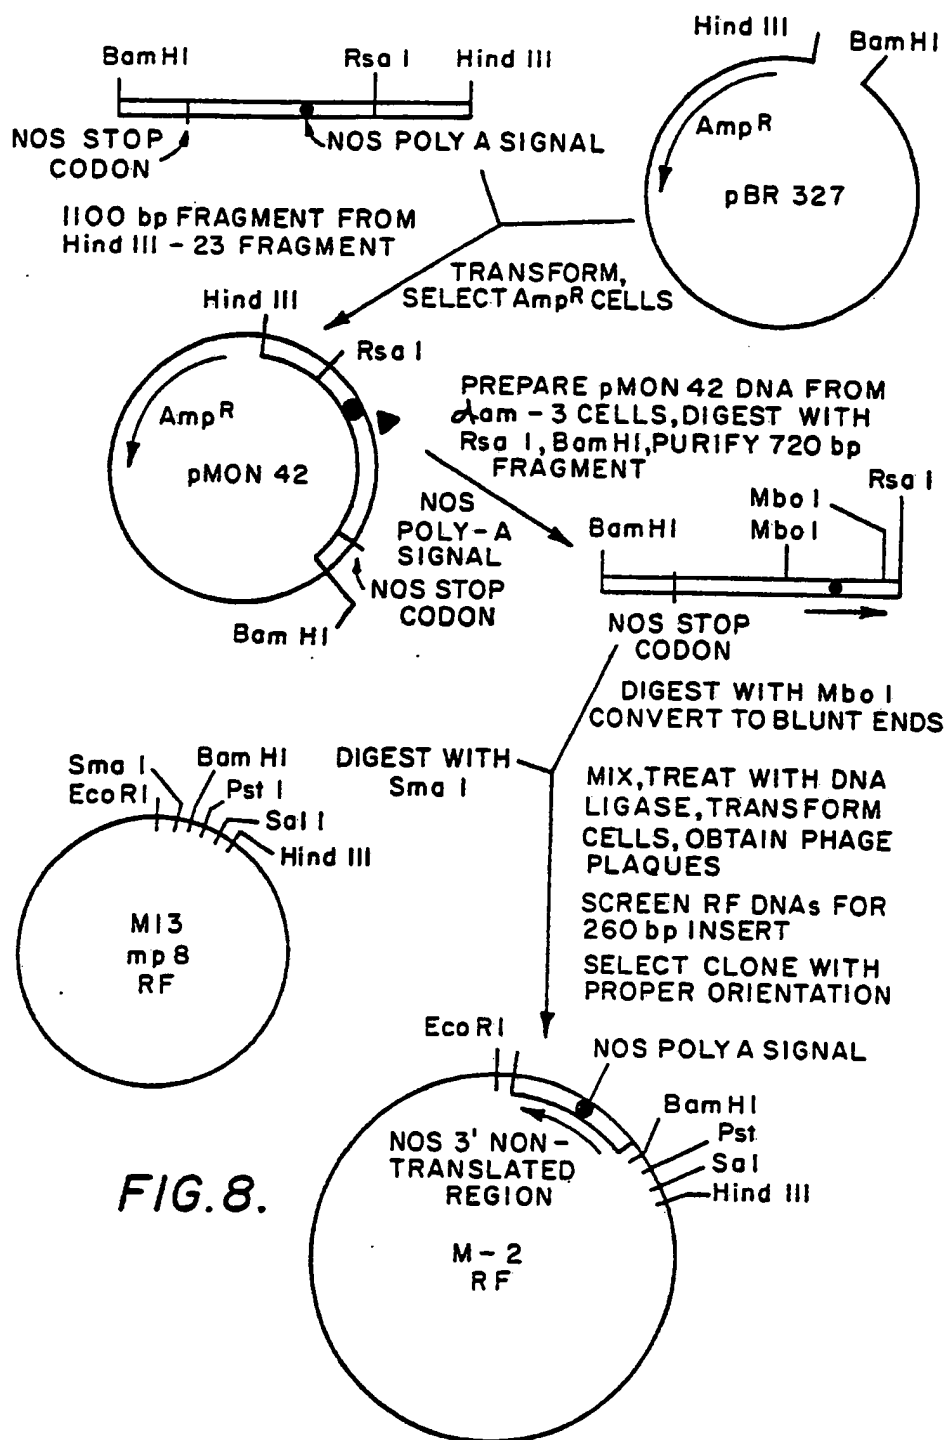 Bam HI
Rsa I
Hind III
NOS STOP
CODON
NOS POLY A SIGNAL
1100 bp FRAGMENT FROM
Hind III - 23 FRAGMENT
Hind III
Bam HI
AmpR
pBR 327
TRANSFORM,
SELECT AmpR CELLS
Hind III
Rsa I
AmpR
pMON 42
NOS
POLY-A
SIGNAL
NOS STOP
CODON
Bam HI
PREPARE pMON 42 DNA FROM
dam - 3 CELLS, DIGEST WITH
Rsa I, BamHI, PURIFY 720 bp
FRAGMENT
Rsa I
Mbo I
Mbo I
BamHI
NOS STOP
CODON
DIGEST WITH Mbo I
CONVERT TO BLUNT ENDS
DIGEST WITH
Sma I
MIX, TREAT WITH DNA
LIGASE, TRANSFORM
CELLS, OBTAIN PHAGE
PLAQUES
SCREEN RF DNAs FOR
260 bp INSERT
SELECT CLONE WITH
PROPER ORIENTATION
Sma I
EcoRI
Bam HI
Pst I
Sal I
Hind III
M13
mp 8
RF
Eco RI
NOS POLY A SIGNAL
BamHI
Pst
Sal
Hind III
NOS 3' NON-
TRANSLATED
REGION
M - 2
RF
FIG. 8.